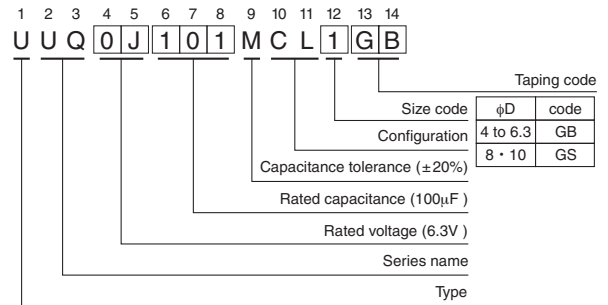 1 2 3 4 5 6 7 8 9 10 11 12 13 14
U U Q 0 J 1 0 1 M C L 1 G B
Taping code
Size code
Configuration
Capacitance tolerance (±20%)
Rated capacitance (100μF )
Rated voltage (6.3V )
Series name
Type
ϕD code
4 to 6.3 GB
8・10 GS